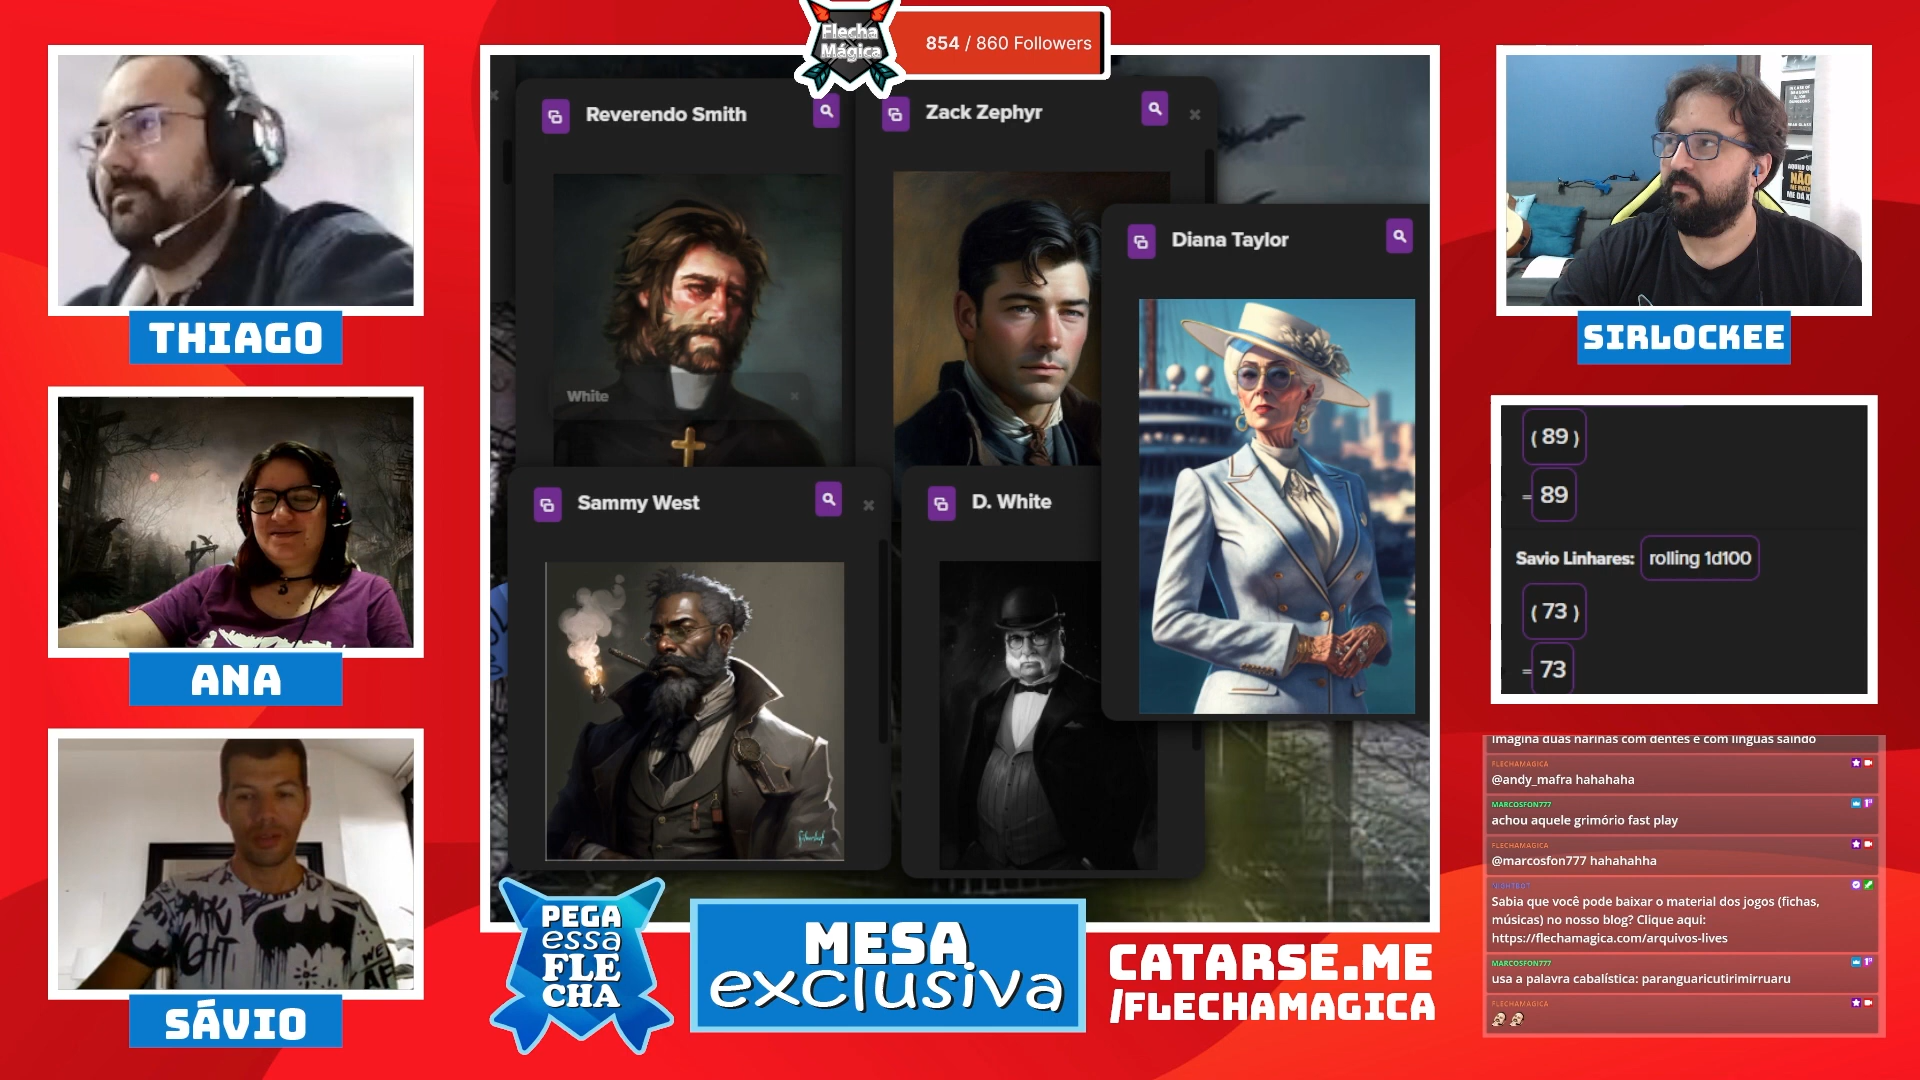 Flecha
Mágica
854 / 860 Followers
THIAGO
ANA
SÁVIO
Reverendo Smith
Zack Zephyr
Diana Taylor
White
Sammy West
D. White
SIRLOCKEE
NÃO
( 89 )
= 89
Savio Linhares: rolling 1d100
( 73 )
= 73
Imagina duas narinas com dentes e com línguas saindo
FLECHAMAGICA
@andy_mafra hahahaha
MARCOSFON777
achou aquele grimório fast play
FLECHAMAGICA
@marcosfon777 hahahahha
NIGHTBOT
Sabia que você pode baixar o material dos jogos (fichas,
músicas) no nosso blog? Clique aqui:
https://flechamagica.com/arquivos-lives
MARCOSFON777
usa a palavra cabalística: paranguaricutirimirruaru
FLECHAMAGICA
PEGA
essa
FLE
CHA
MESA
exclusiva
CATARSE.ME
/FLECHAMAGICA